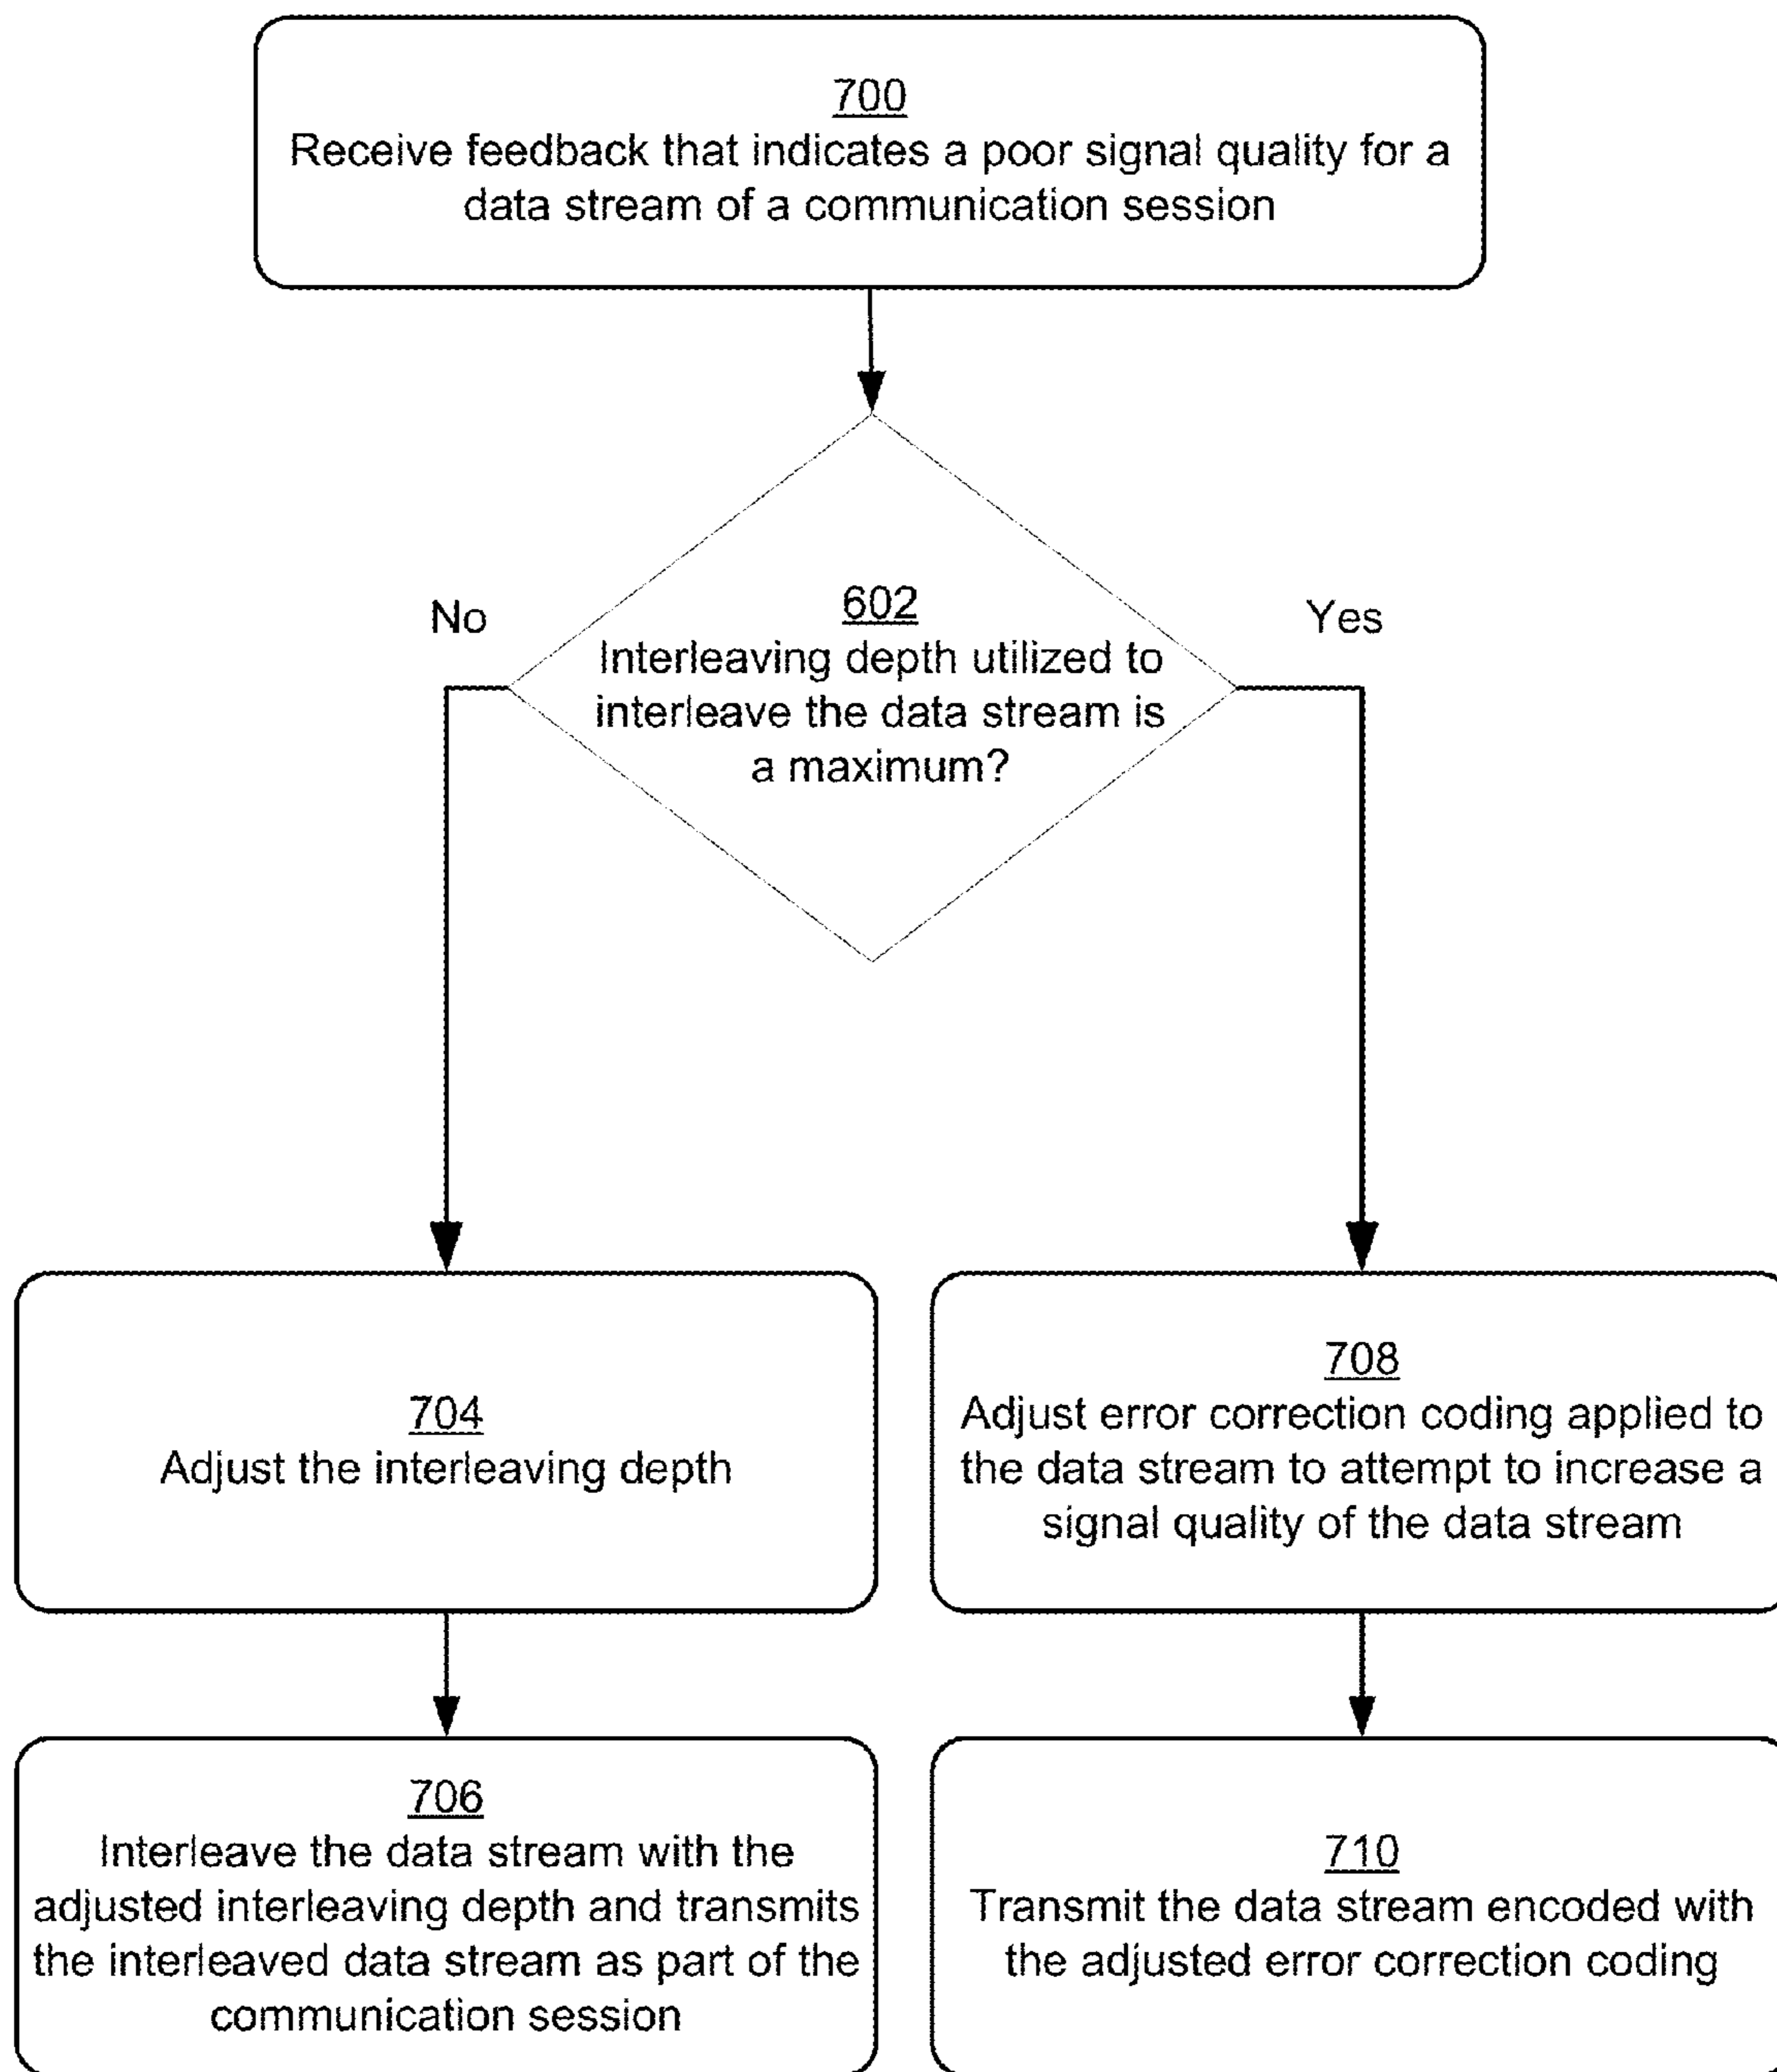 700
Receive feedback that indicates a poor signal quality for a
data stream of a communication session
No
602
Yes
Interleaving depth utilized to
interleave the data stream is
a maximum?
704
Adjust the interleaving depth
708
Adjust error correction coding applied to
the data stream to attempt to increase a
signal quality of the data stream
706
Interleave the data stream with the
adjusted interleaving depth and transmits
the interleaved data stream as part of the
communication session
710
Transmit the data stream encoded with
the adjusted error correction coding